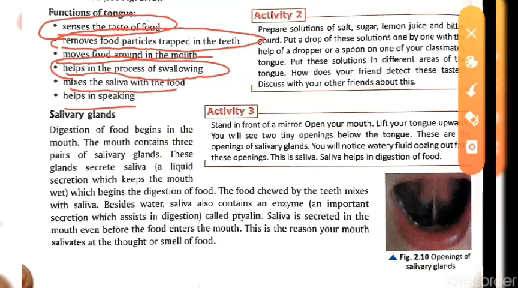 Functions of tongue:
• senses the taste of food
removes food particles trapped in the teeth
• moves food around in the mouth
• helps in the process of swallowing
• mixes the saliva with the food
• helps in speaking
Salivary glands
Digestion of food begins in the
mouth. The mouth contains three
pairs of salivary glands. These
glands secrete saliva (a liquid
secretion which keeps the mouth
wet) which begins the digestion of food. The food chewed by the teeth mixes
with saliva. Besides water, saliva also contains an enzyme (an important
secretion which assists in digestion) called ptyalin. Saliva is secreted in the
mouth even before the food enters the mouth. This is the reason your mouth
salivates at the thought or smell of food.
Activity 2
Prepare solutions of salt, sugar, lemon juice and
gourd. Put a drop of these solutions one by one with
help of a dropper or a spoon on one of your classmate
tongue. Put these solutions in different areas of
tongue. How does your friend detect these
Discuss with your other friends about this.
Activity 3
Stand in front of a mirror. Open your mouth. Lift your tongue
You will see two tiny openings below the tongue. These are
openings of salivary glands. You will notice watery fluid oozing
these openings. This is saliva. Saliva helps in digestion of food.
▲ Fig. 2.10 Openings of
salivary glands